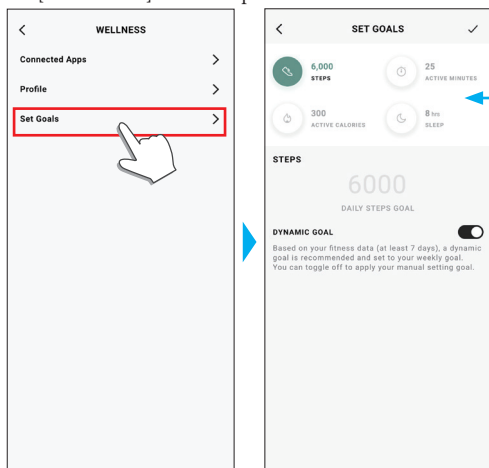 WELLNESS
Connected Apps
Profile
Set Goals
SET GOALS
6,000
STEPS
25
ACTIVE MINUTES
300
ACTIVE CALORIES
8 hrs
SLEEP
STEPS
6000
DAILY STEPS GOAL
DYNAMIC GOAL
Based on your fitness data (at least 7 days), a dynamic
goal is recommended and set to your weekly goal.
You can toggle off to apply your manual setting goal.